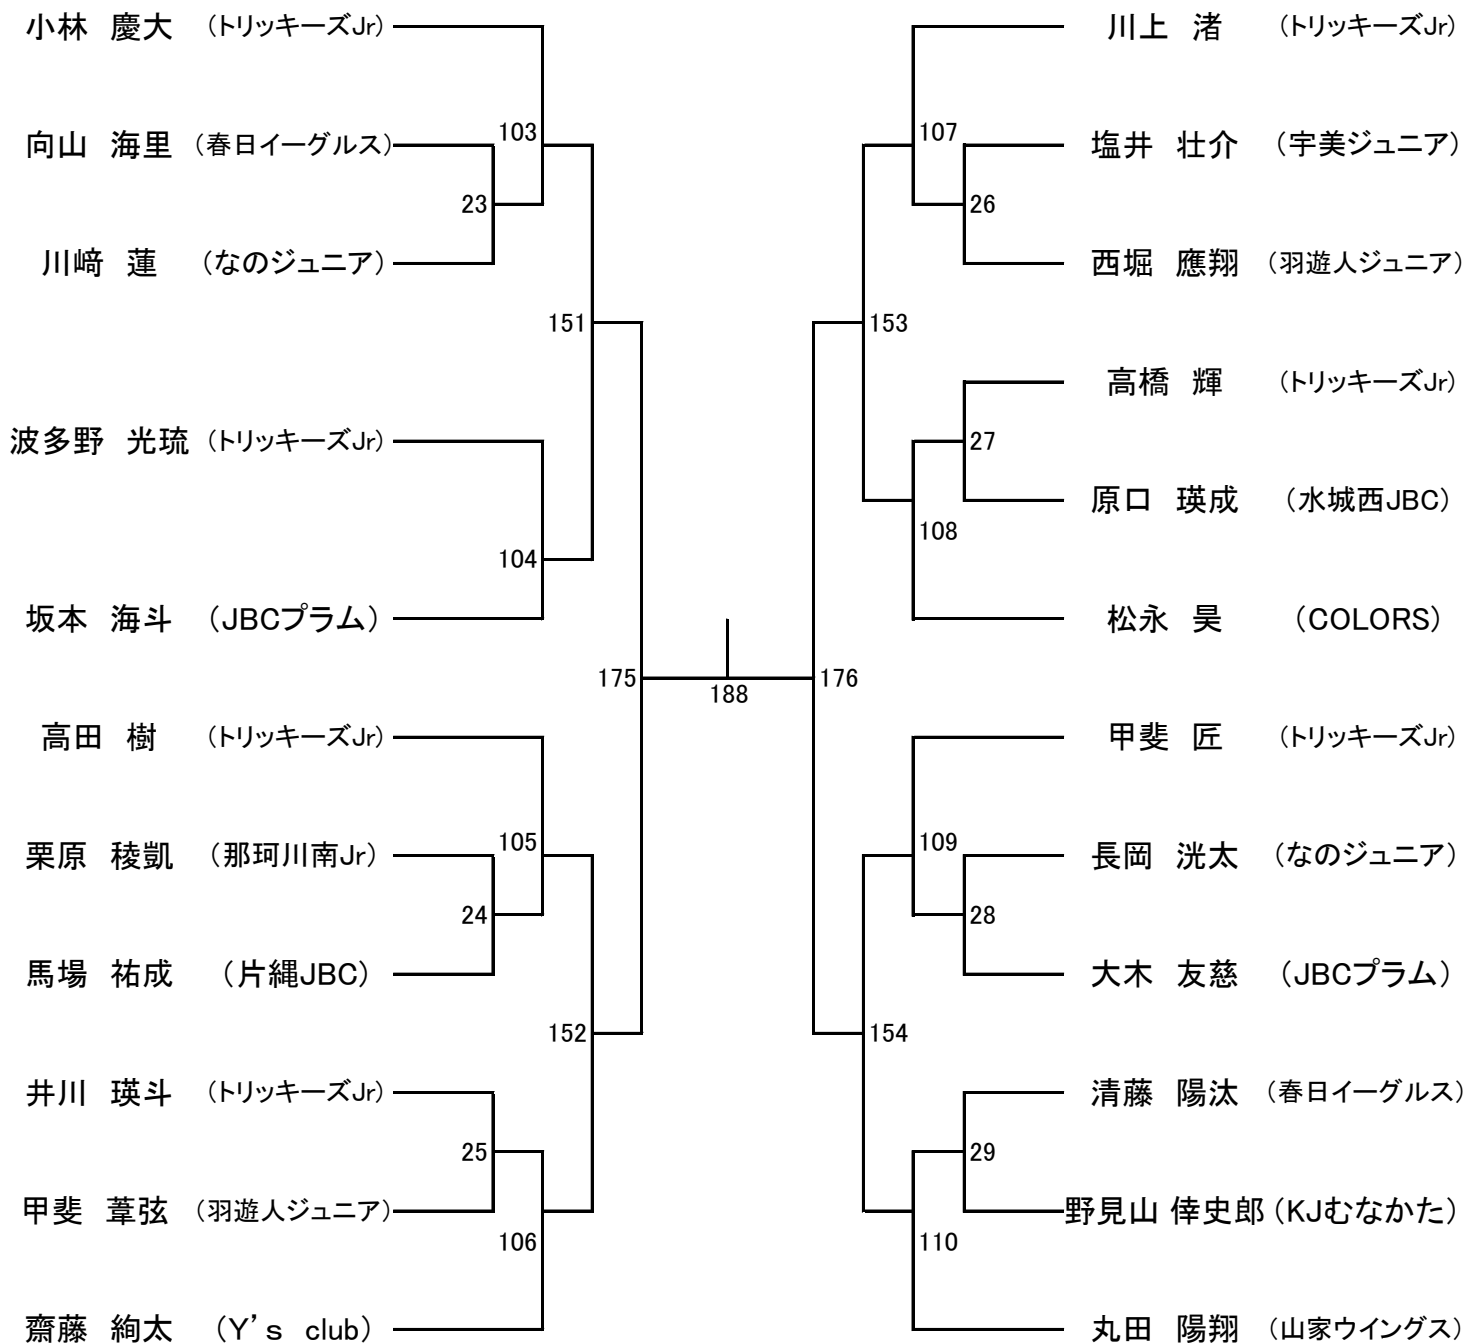 小林 慶大 (トリッキーズJr)
103
向山 海里 (春日イーグルス)
23
川﨑 蓮 (なのジュニア)
151
波多野 光琉 (トリッキーズJr)
104
坂本 海斗 (JBCプラム)
175
高田 樹 (トリッキーズJr)
105
栗原 稜凱 (那珂川南Jr)
24
馬場 祐成 (片縄JBC)
152
井川 瑛斗 (トリッキーズJr)
25
甲斐 葦弦 (羽遊人ジュニア)
106
齋藤 絢太 (Y's club)
188
川上 渚 (トリッキーズJr)
107
塩井 壮介 (宇美ジュニア)
26
西堀 應翔 (羽遊人ジュニア)
153
高橋 輝 (トリッキーズJr)
27
原口 瑛成 (水城西JBC)
108
松永 昊 (COLORS)
176
甲斐 匠 (トリッキーズJr)
109
長岡 洸太 (なのジュニア)
28
大木 友慈 (JBCプラム)
154
清藤 陽汰 (春日イーグルス)
29
野見山 倖史郎 (KJむなかた)
110
丸田 陽翔 (山家ウイングス)